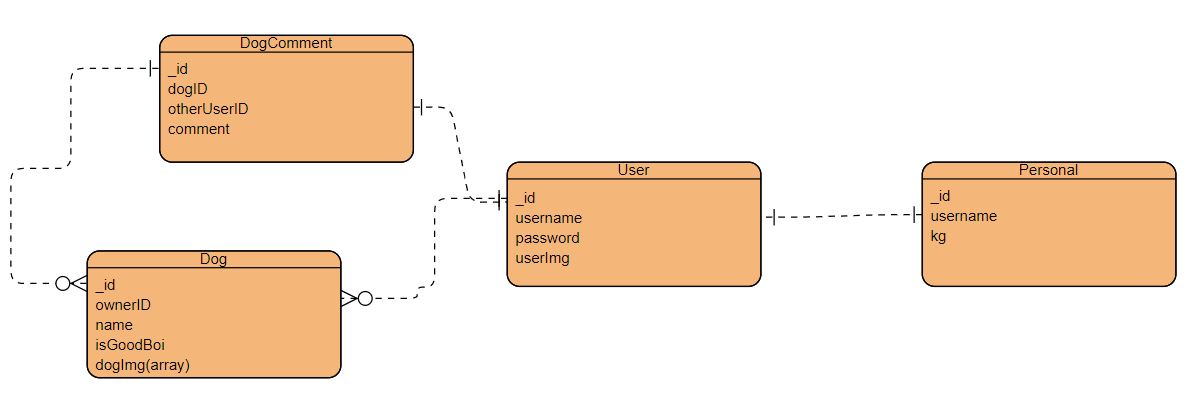 DogComment
_id
dogID
otherUserID
comment
User
_id
username
password
userImg
Personal
_id
username
kg
Dog
_id
ownerID
name
isGoodBoi
dogImg(array)